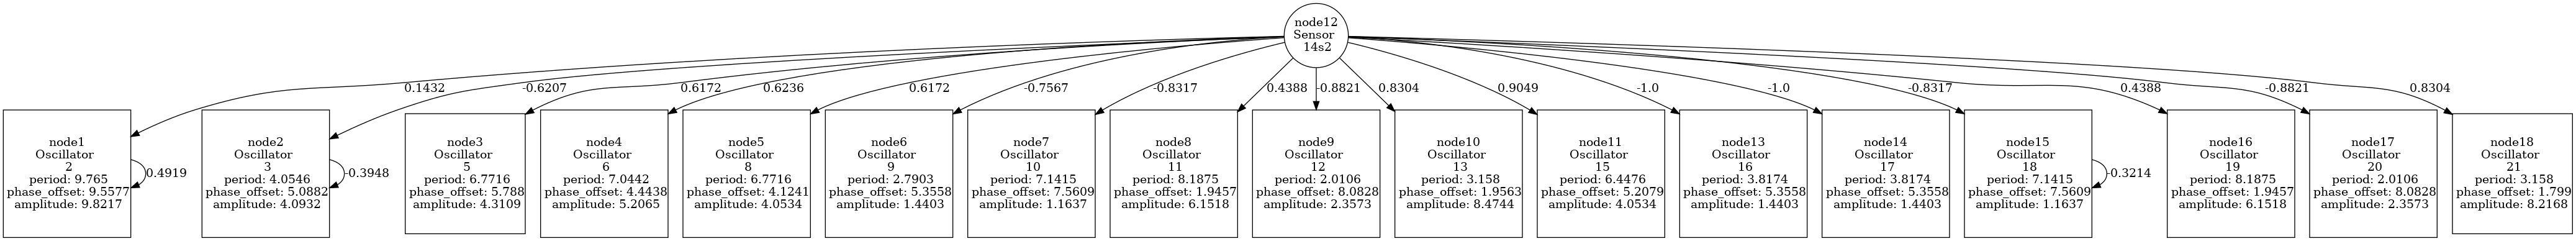 node12
Sensor
14s2
0.1432
-0.6207
0.6172
0.6236
0.6172
-0.7567
-0.8317
0.4388
-0.8821
0.8304
0.9049
-1.0
-1.0
-0.8317
0.4388
-0.8821
0.8304
node1
Oscillator
2
period: 9.765
phase_offset: 9.5577
amplitude: 9.8217
0.4919
node2
Oscillator
3
period: 4.0546
phase_offset: 5.0882
amplitude: 4.0932
-0.3948
node3
Oscillator
5
period: 6.7716
phase_offset: 5.788
amplitude: 4.3109
node4
Oscillator
6
period: 7.0442
phase_offset: 4.4438
amplitude: 5.2065
node5
Oscillator
8
period: 6.7716
phase_offset: 4.1241
amplitude: 4.0534
node6
Oscillator
9
period: 2.7903
phase_offset: 5.3558
amplitude: 1.4403
node7
Oscillator
10
period: 7.1415
phase_offset: 7.5609
amplitude: 1.1637
node8
Oscillator
11
period: 8.1875
phase_offset: 1.9457
amplitude: 6.1518
node9
Oscillator
12
period: 2.0106
phase_offset: 8.0828
amplitude: 2.3573
node10
Oscillator
13
period: 3.158
phase_offset: 1.9563
amplitude: 8.4744
node11
Oscillator
15
period: 6.4476
phase_offset: 5.2079
amplitude: 4.0534
node13
Oscillator
16
period: 3.8174
phase_offset: 5.3558
amplitude: 1.4403
node14
Oscillator
17
period: 3.8174
phase_offset: 5.3558
amplitude: 1.4403
node15
Oscillator
18
period: 7.1415
phase_offset: 7.5609
amplitude: 1.1637
-0.3214
node16
Oscillator
19
period: 8.1875
phase_offset: 1.9457
amplitude: 6.1518
node17
Oscillator
20
period: 2.0106
phase_offset: 8.0828
amplitude: 2.3573
node18
Oscillator
21
period: 3.158
phase_offset: 1.799
amplitude: 8.2168